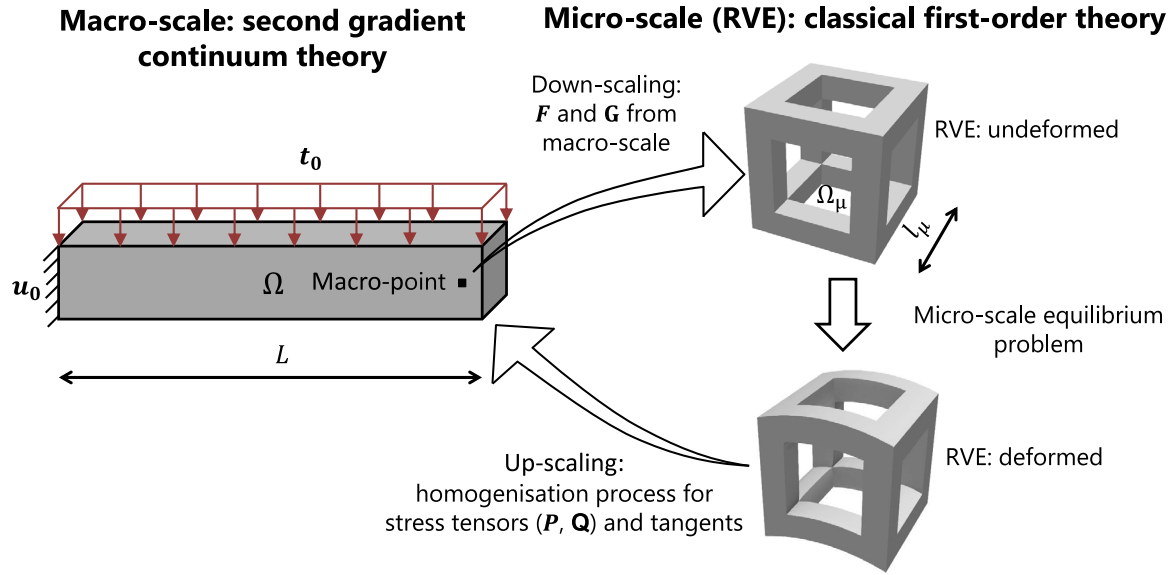 Macro-scale: second gradient
continuum theory
Micro-scale (RVE): classical first-order theory
Down-scaling:
F and G from
macro-scale
RVE: undeformed
t₀
Ω_μ
l_μ
u₀
Ω
Macro-point
L
Micro-scale equilibrium
problem
Up-scaling:
homogenisation process for
stress tensors (P, Q) and tangents
RVE: deformed